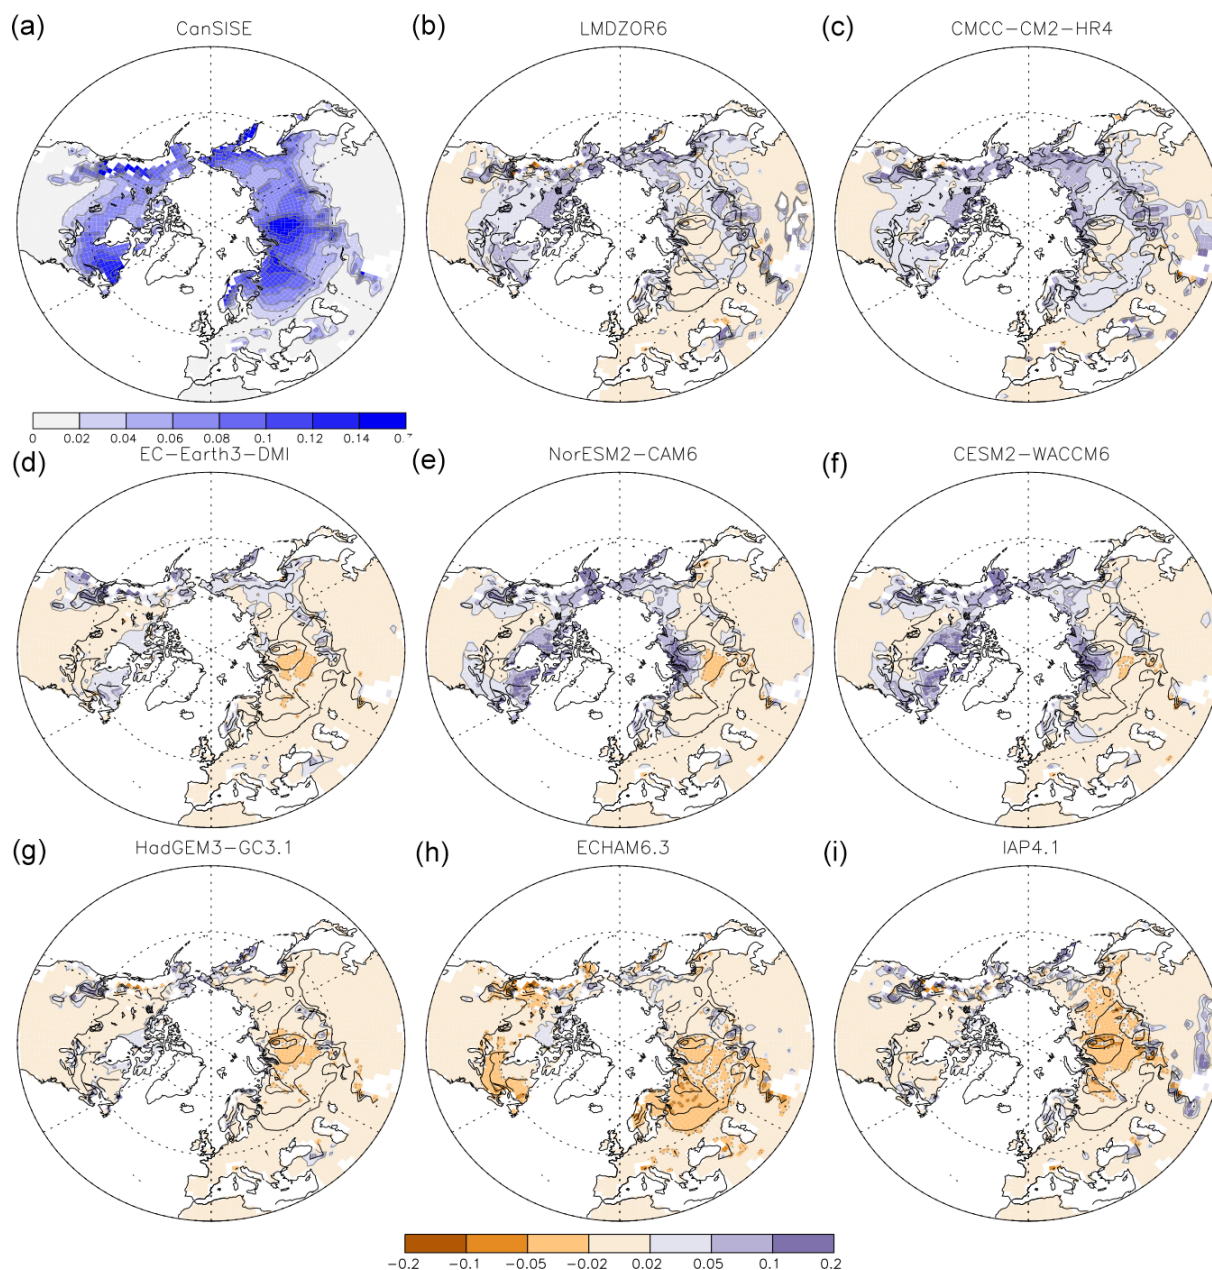 (a) CanSISE
(b) LMDZOR6
(c) CMCC-CM2-HR4
0 0.02 0.04 0.06 0.08 0.1 0.12 0.14
(d) EC-Earth3-DMI
(e) NorESM2-CAM6
(f) CESM2-WACCM6
(g) HadGEM3-GC3.1
(h) ECHAM6.3
(i) IAP4.1
-0.2 -0.1 -0.05 -0.02 0.02 0.05 0.1 0.2